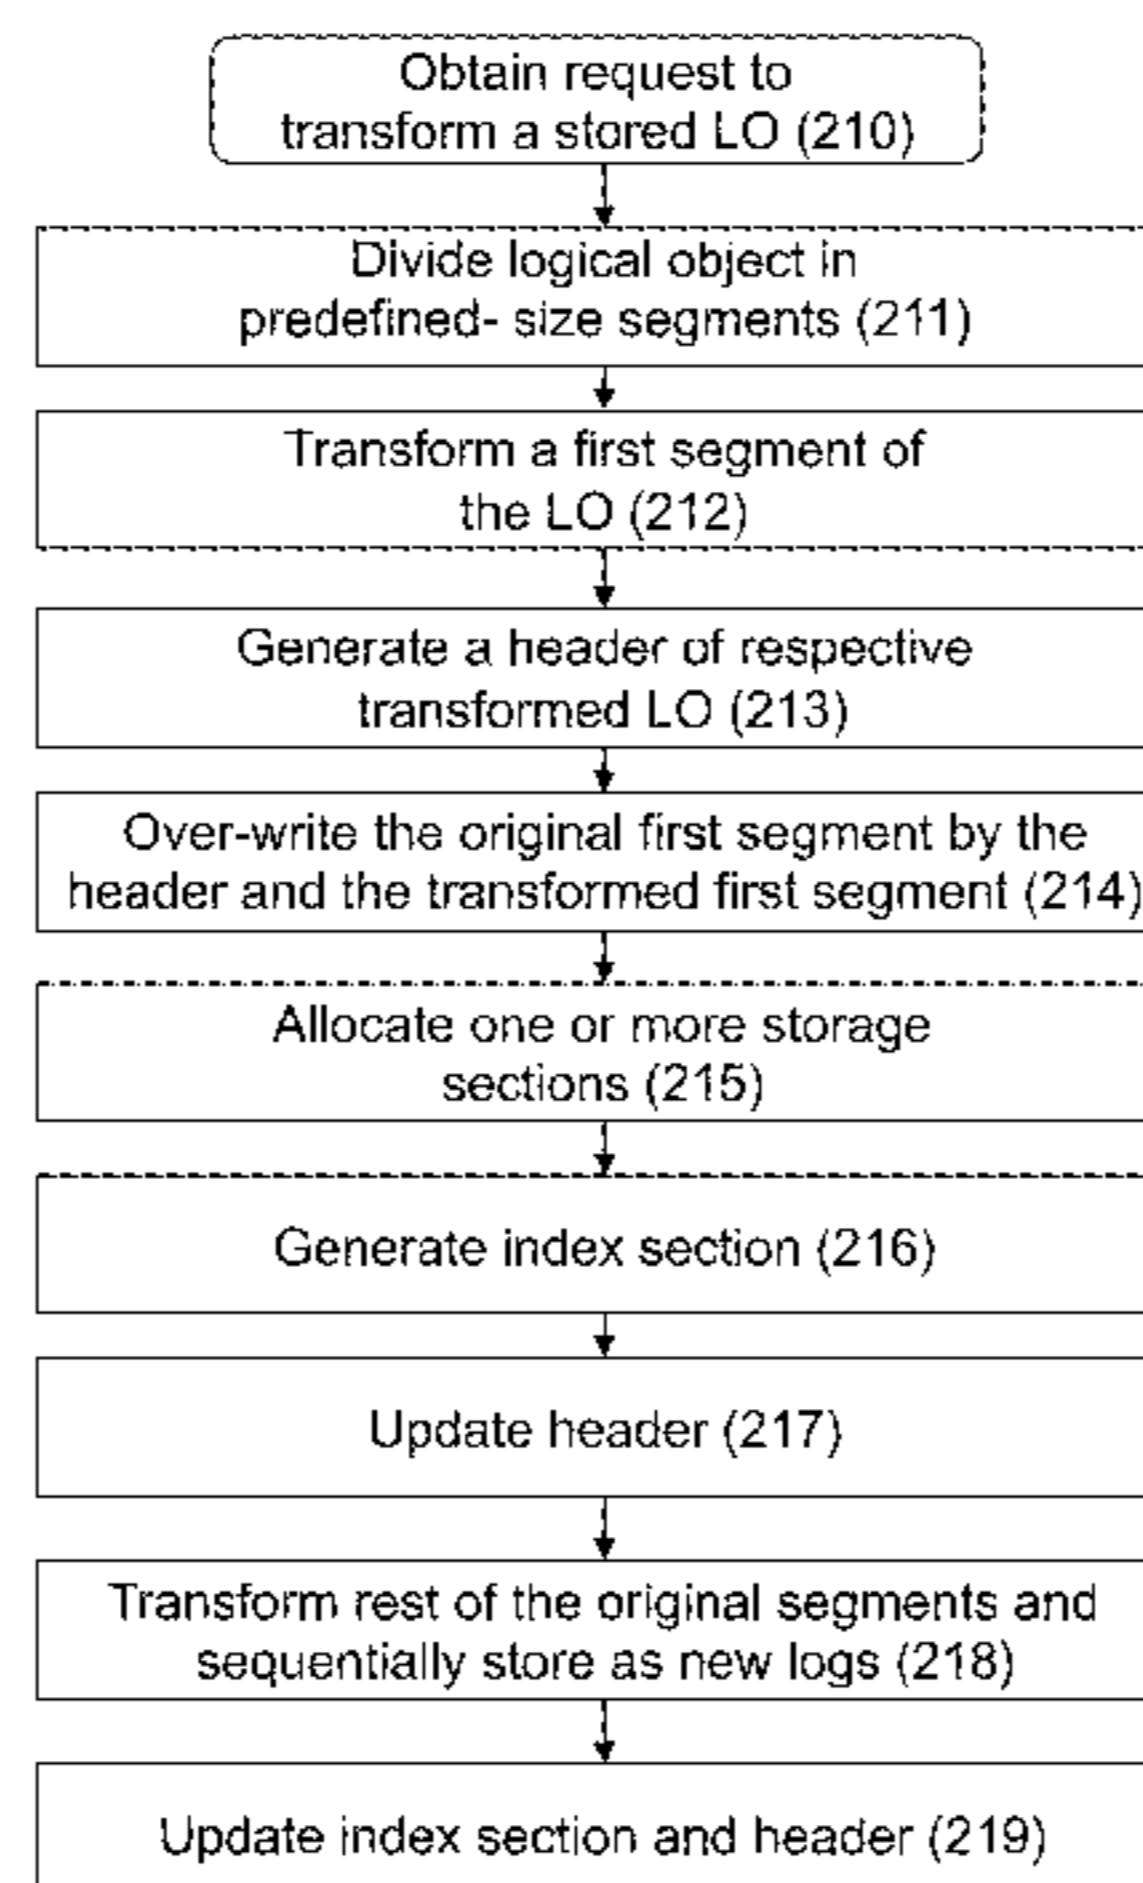 Obtain request to
transform a stored LO (210)
Divide logical object in
predefined- size segments (211)
Transform a first segment of
the LO (212)
Generate a header of respective
transformed LO (213)
Over-write the original first segment by the
header and the transformed first segment (214)
Allocate one or more storage
sections (215)
Generate index section (216)
Update header (217)
Transform rest of the original segments and
sequentially store as new logs (218)
Update index section and header (219)